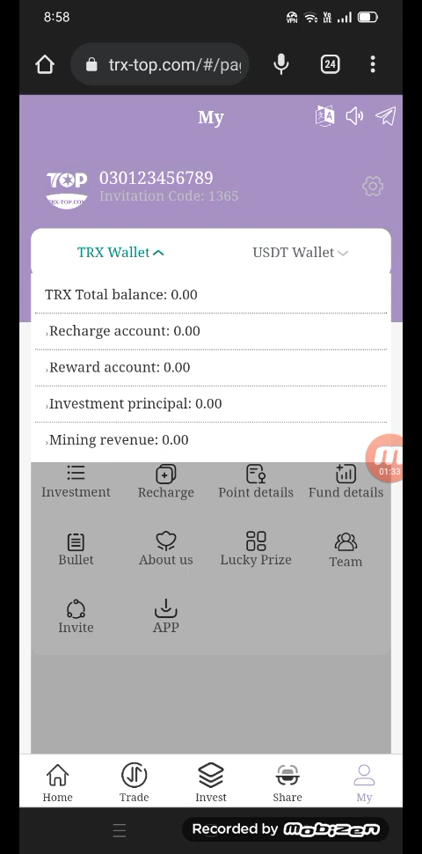 8:58
trx-top.com/#/pa
24
My
TOP
030123456789
Invitation Code: 1365
TRX Wallet
USDT Wallet
TRX Total balance: 0.00
Recharge account: 0.00
Reward account: 0.00
Investment principal: 0.00
Mining revenue: 0.00
01:33
Investment Recharge Point details Fund details
Bullet About us Lucky Prize Team
Invite APP
Home Trade Invest Share My
Recorded by mobizen